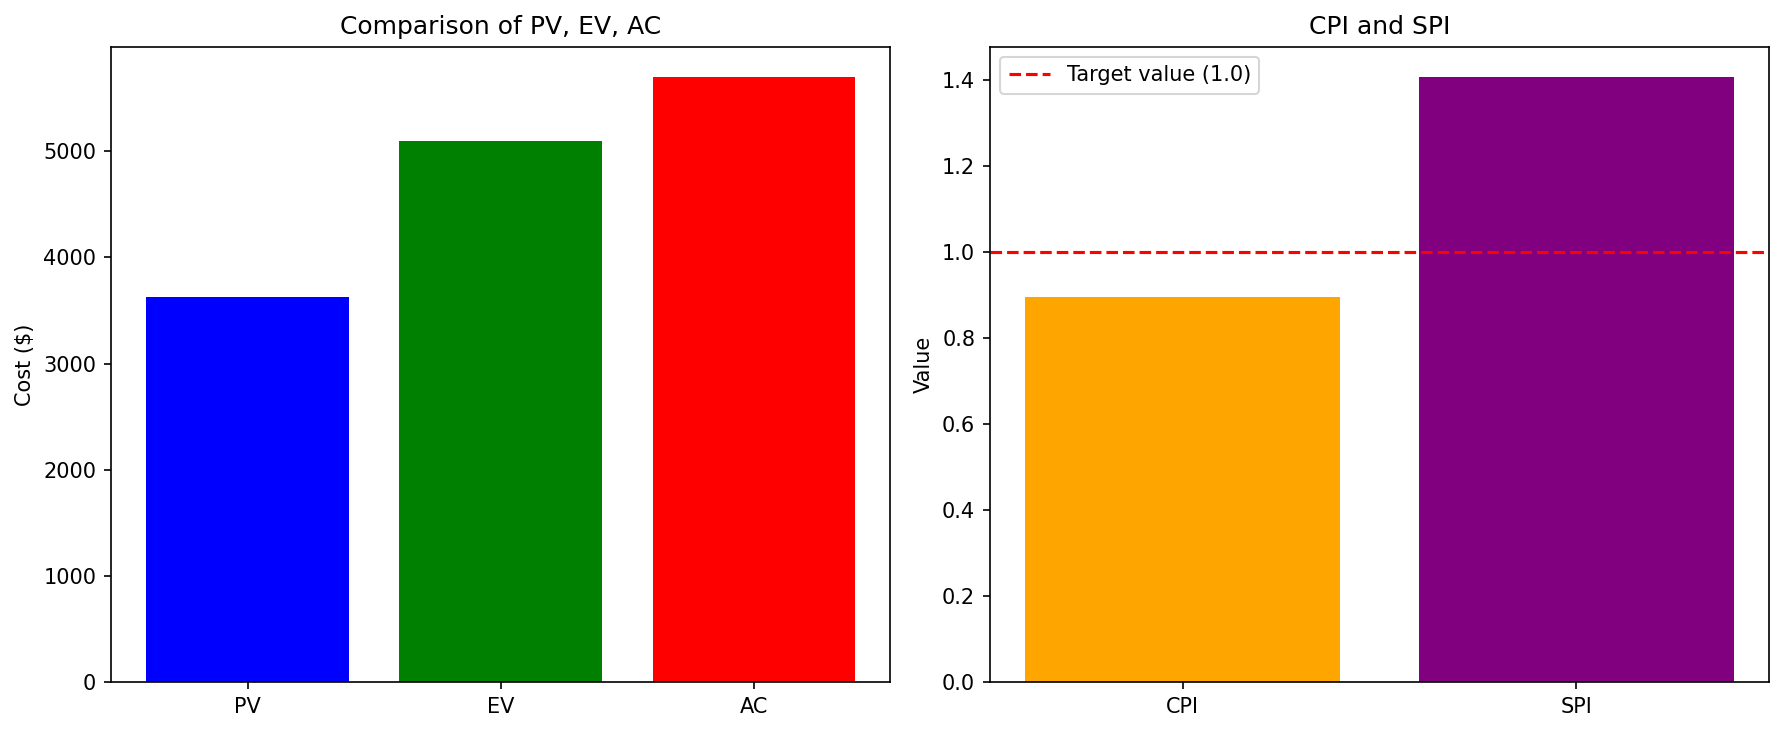 Comparison of PV, EV, AC
Cost ($)
5000
4000
3000
2000
1000
0
PV EV AC
CPI and SPI
Target value (1.0)
Value
1.4
1.2
1.0
0.8
0.6
0.4
0.2
0.0
CPI SPI